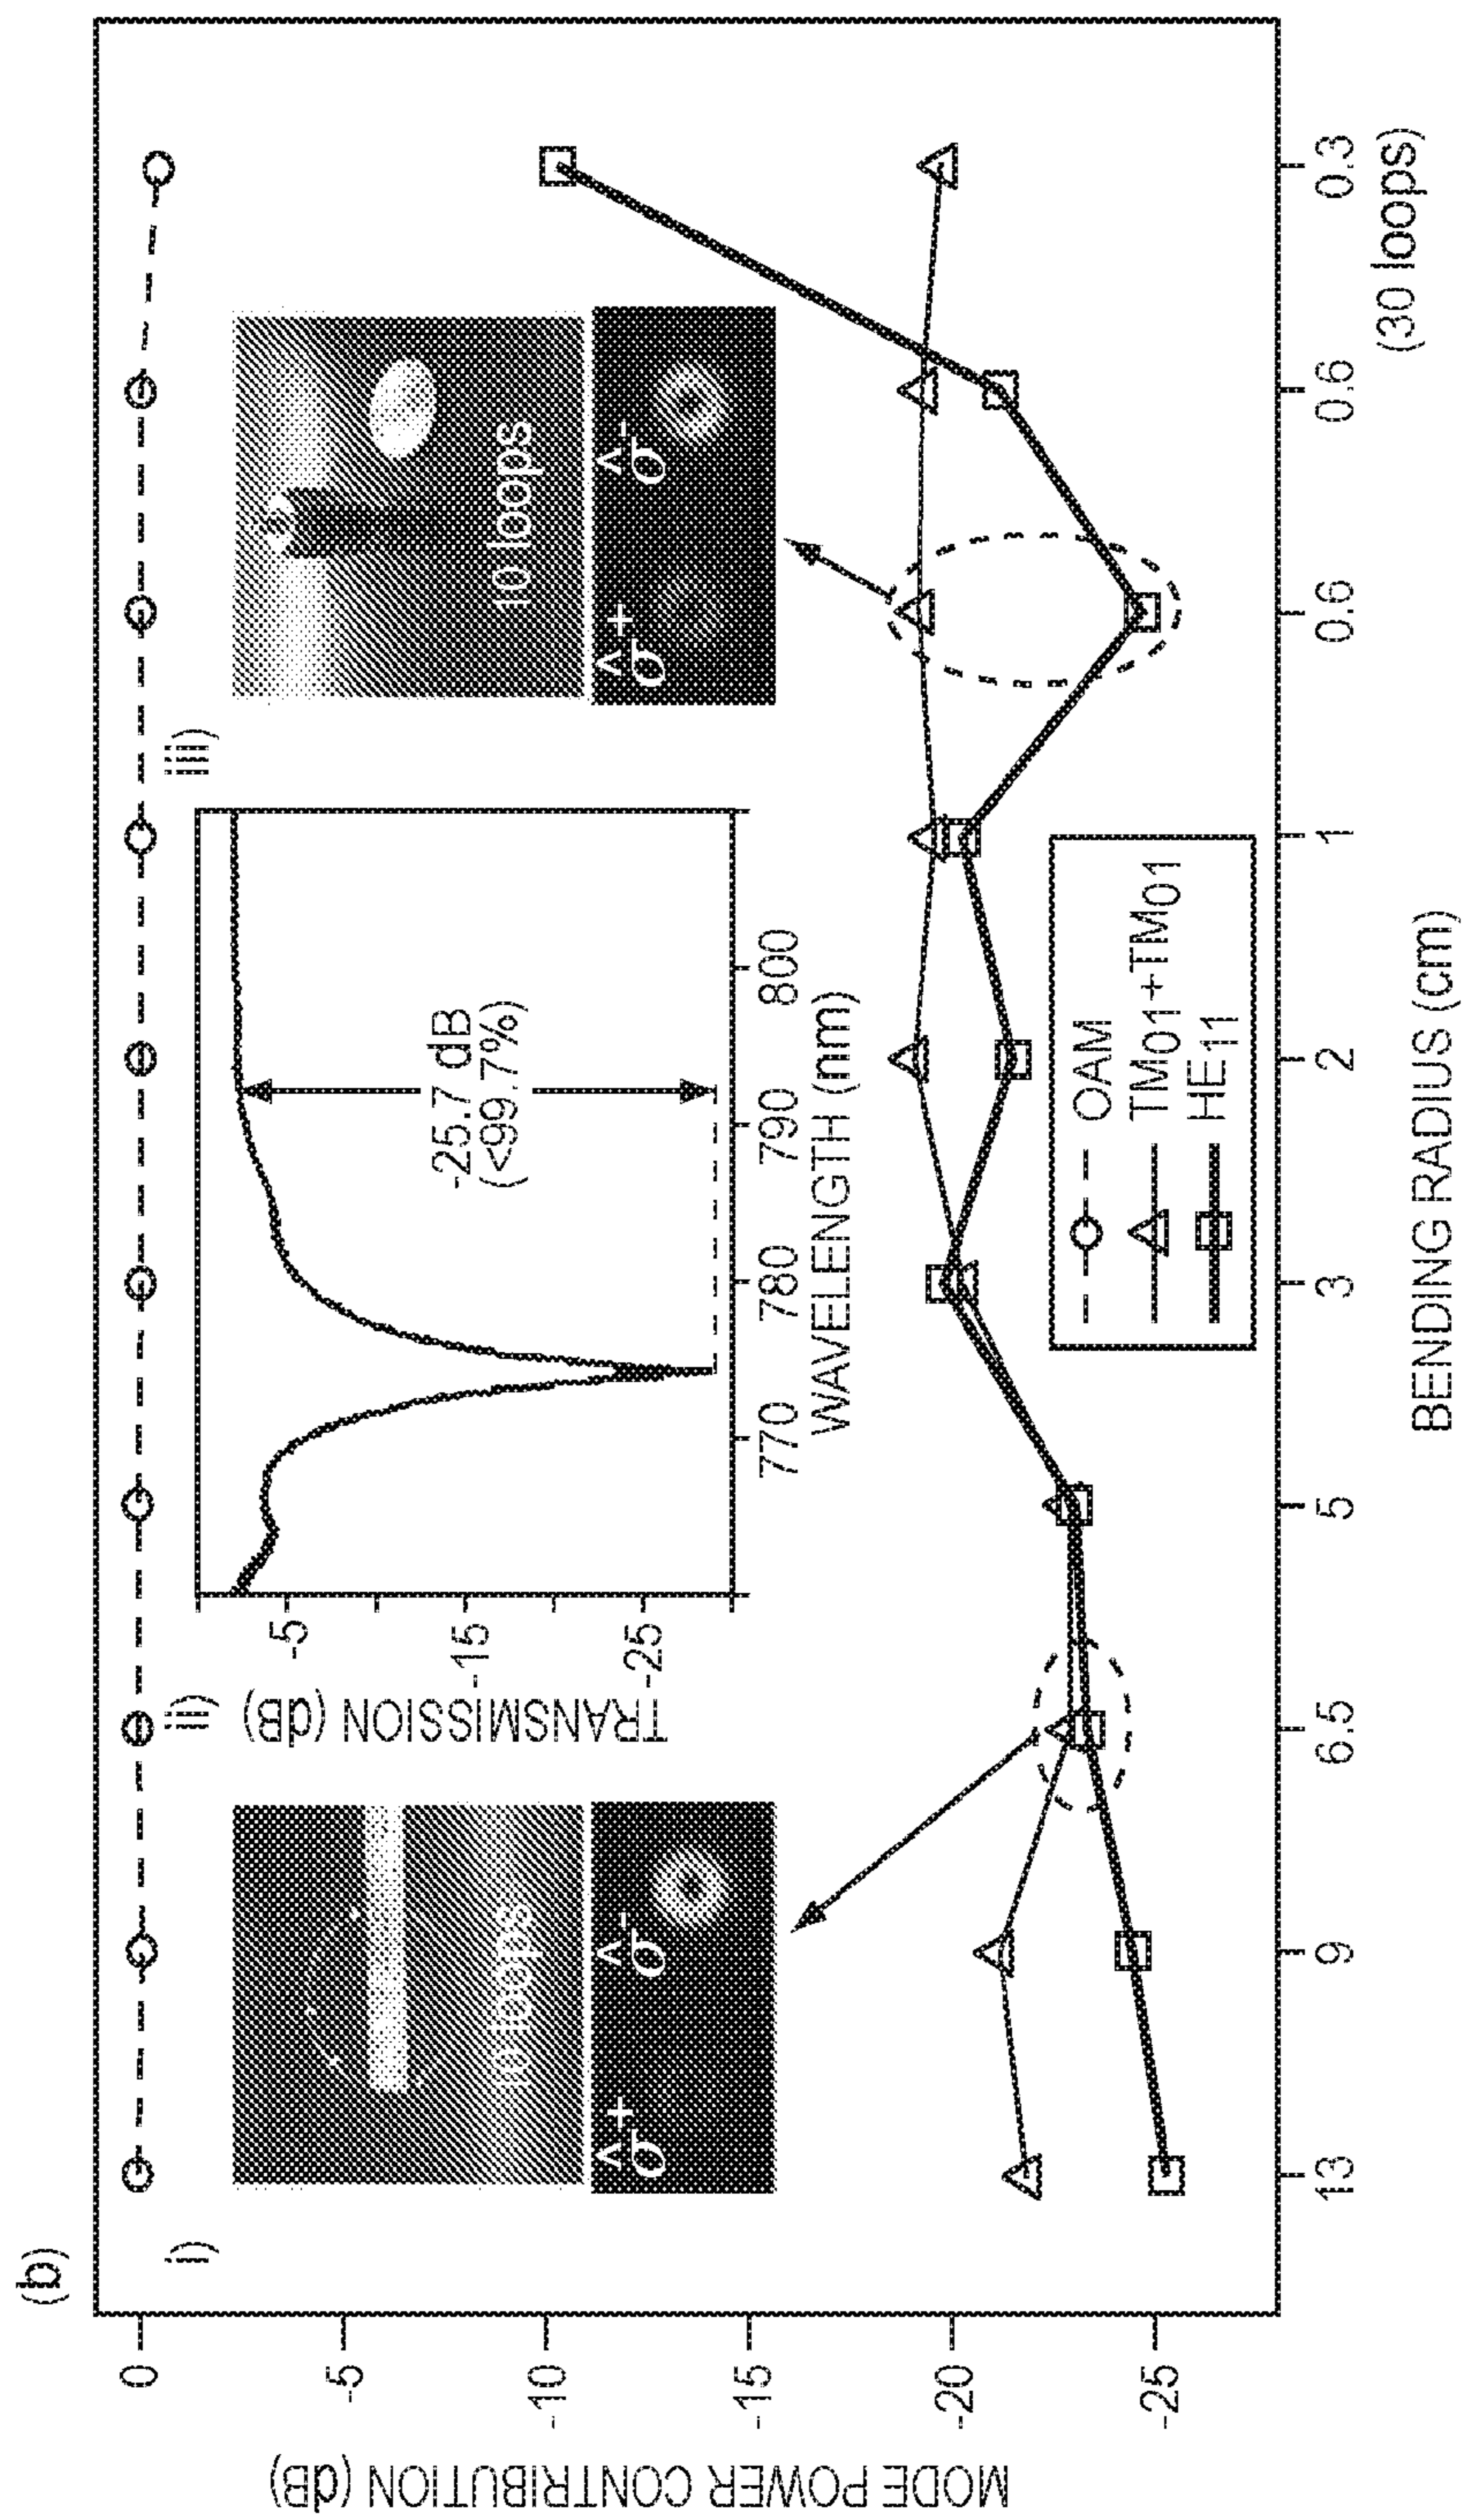 (b)
MODE POWER CONTRIBUTION (dB)
0
-5
-10
-15
-20
-25
i)
10 loops
σ̂+ σ̂-
ii)
TRANSMISSION (dB)
-5
-15
-25
-25.7 dB
(<99.7%)
770 780 790 800
WAVELENGTH (nm)
iii)
10 loops
σ̂+ σ̂-
OAM
TM01+TM01
HE11
13 9 6.5 5 3 2 1 0.6 0.6 0.3
(30 loops)
BENDING RADIUS (cm)